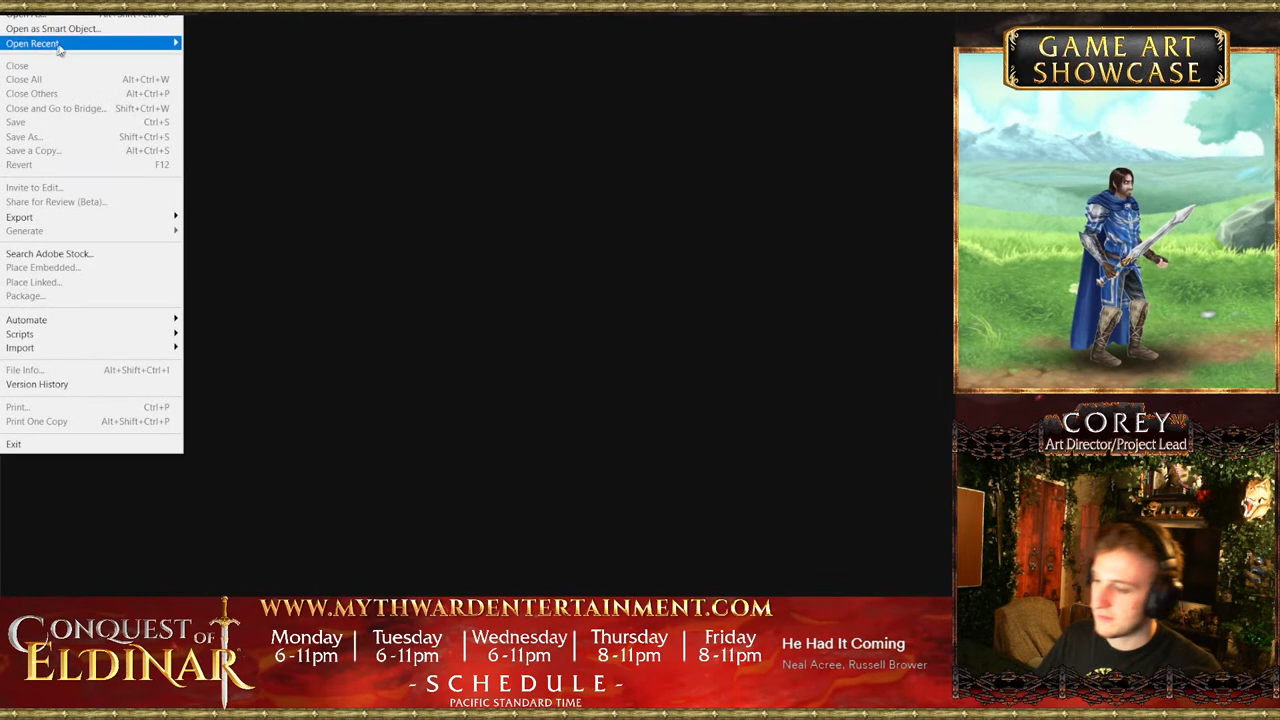 Open As... Alt+Shift+Ctrl+O
Open as Smart Object...
Open Recent
Close
Close All Alt+Ctrl+W
Close Others Alt+Ctrl+P
Close and Go to Bridge... Shift+Ctrl+W
Save Ctrl+S
Save As... Shift+Ctrl+S
Save a Copy... Alt+Ctrl+S
Revert F12
Invite to Edit...
Share for Review (Beta)...
Export
Generate
Search Adobe Stock...
Place Embedded...
Place Linked...
Package...
Automate
Scripts
Import
File Info... Alt+Shift+Ctrl+I
Version History
Print... Ctrl+P
Print One Copy Alt+Shift+Ctrl+P
Exit
GAME ART
SHOWCASE
COREY
Art Director/Project Lead
CONQUEST OF
ELDINAR®
WWW.MYTHWARDENTERTAINMENT.COM
Monday | Tuesday | Wednesday | Thursday | Friday
6-11pm | 6-11pm | 6-11pm | 8-11pm | 8-11pm
- SCHEDULE -
PACIFIC STANDARD TIME
He Had It Coming
Neal Acree, Russell Brower